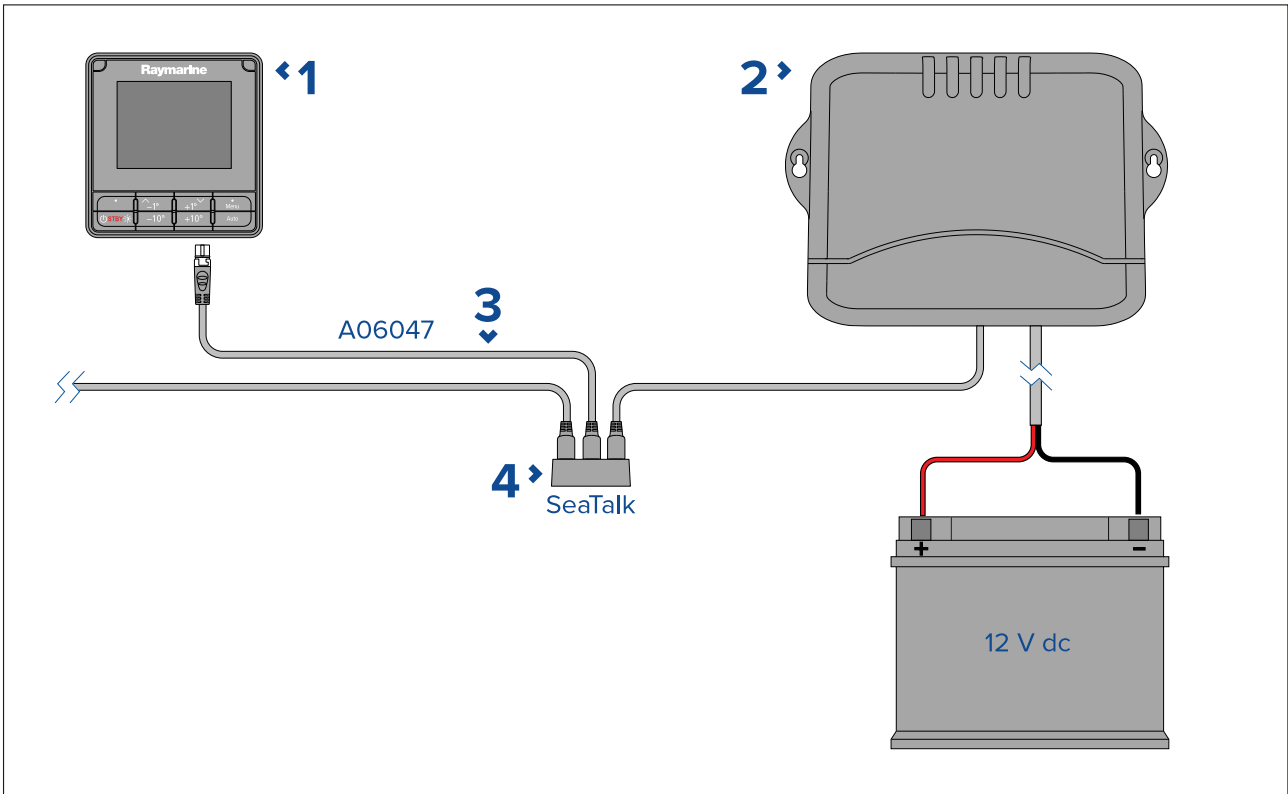 Raymarine
1
2
−1°
+1°
Menu
STBY
−10°
+10°
Auto
3
A06047
4
SeaTalk
+
−
12 V dc